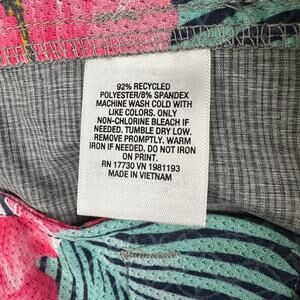 92% RECYCLED
POLYESTER/8% SPANDEX
MACHINE WASH COLD WITH
LIKE COLORS. ONLY
NON-CHLORINE BLEACH IF
NEEDED. TUMBLE DRY LOW.
REMOVE PROMPTLY. WARM
IRON IF NEEDED. DO NOT IRON
ON PRINT.
RN 17730 VN 1981193
MADE IN VIETNAM